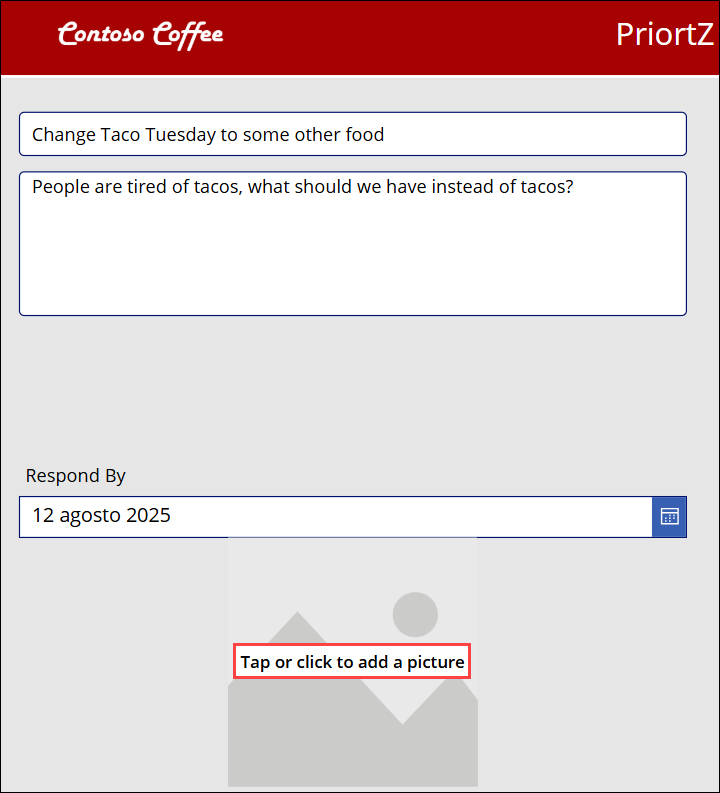 Contoso Coffee
PriortZ
Change Taco Tuesday to some other food
People are tired of tacos, what should we have instead of tacos?
Respond By
12 agosto 2025
Tap or click to add a picture